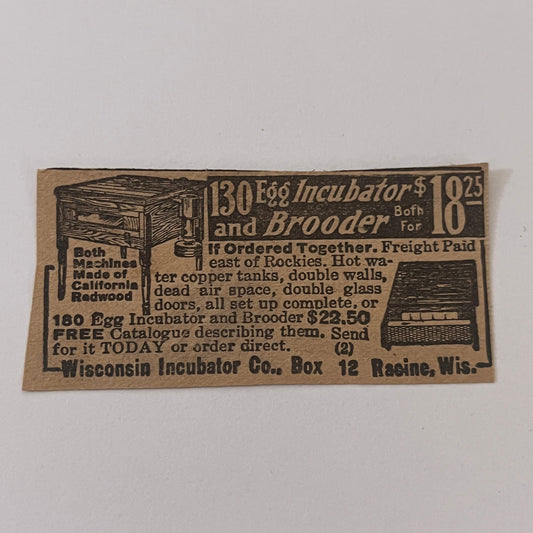 130 Egg Incubator $18.25
and Brooder Both For
Both
Machines
Made of
California
Redwood
If Ordered Together. Freight Paid
east of Rockies. Hot wa-
ter copper tanks, double walls,
dead air space, double glass
doors, all set up complete, or
180 Egg Incubator and Brooder $22.50
FREE Catalogue describing them. Send
for it TODAY or order direct. (2)
Wisconsin Incubator Co., Box 12 Racine, Wis.